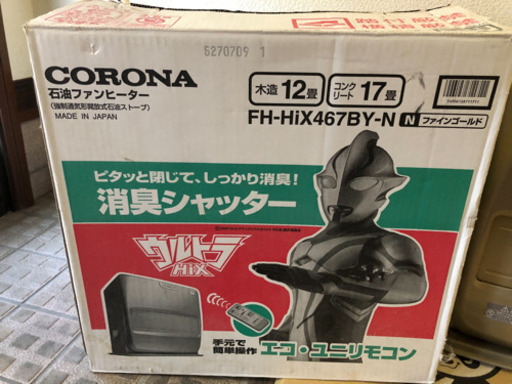 5270709 1
CORONA
石油ファンヒーター
(強制通気形開放式石油ストーブ)
MADE IN JAPAN
木造12畳
コンクリート17畳
FH-HiX467BY-N N ファインゴールド
ピタッと閉じて、しっかり消臭!
消臭シャッター
ウルトラ
HiX
手元で
簡単操作
エコ・ユニリモコン